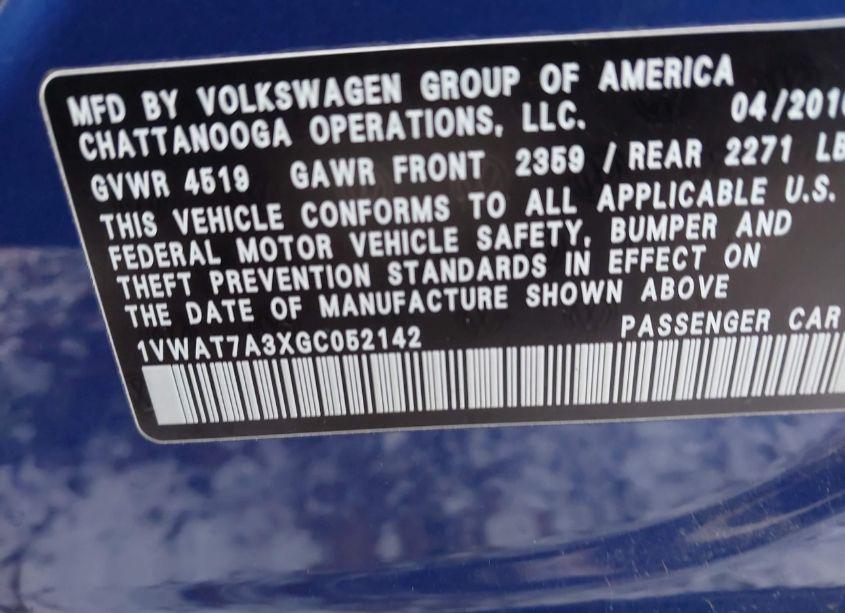 MFD BY VOLKSWAGEN GROUP OF AMERICA
CHATTANOOGA OPERATIONS, LLC. 04/2016
GVWR 4519 GAWR FRONT 2359 / REAR 2271 LB
THIS VEHICLE CONFORMS TO ALL APPLICABLE U.S.
FEDERAL MOTOR VEHICLE SAFETY, BUMPER AND
THEFT PREVENTION STANDARDS IN EFFECT ON
THE DATE OF MANUFACTURE SHOWN ABOVE
1VWAT7A3XGC052142 PASSENGER CAR